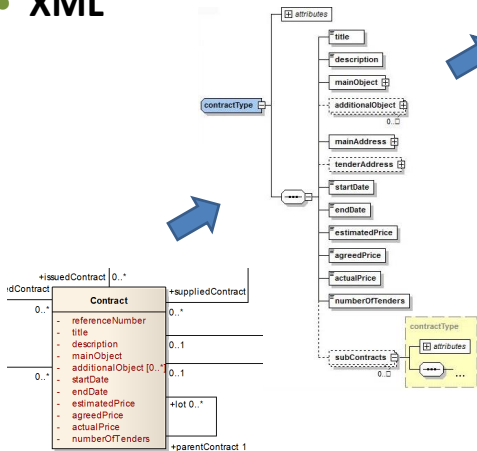 • XML
attributes
title
description
mainObject
contractType
additionalObject
0..
mainAddress
tenderAddress
startDate
endDate
estimatedPrice
agreedPrice
actualPrice
numberOfTenders
contractType
attributes
subContracts
0..
...
+issuedContract 0..*
+suppliedContract
0..*
0..*
Contract
- referenceNumber
- title
- description
- mainObject
- additionalObject [0..*]
- startDate
- endDate
- estimatedPrice
- agreedPrice
- actualPrice
- numberOfTenders
0..1
0..*
0..1
+lot 0..*
+parentContract 1